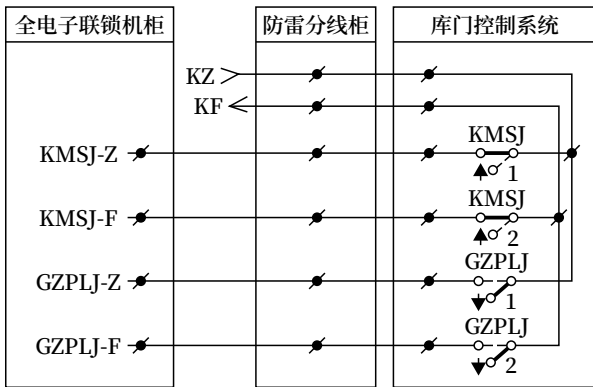 全电子联锁机柜
防雷分线柜
库门控制系统
KZ
KF
KMSJ-Z
KMSJ
1
KMSJ-F
KMSJ
2
GZPLJ-Z
GZPLJ
1
GZPLJ-F
GZPLJ
2